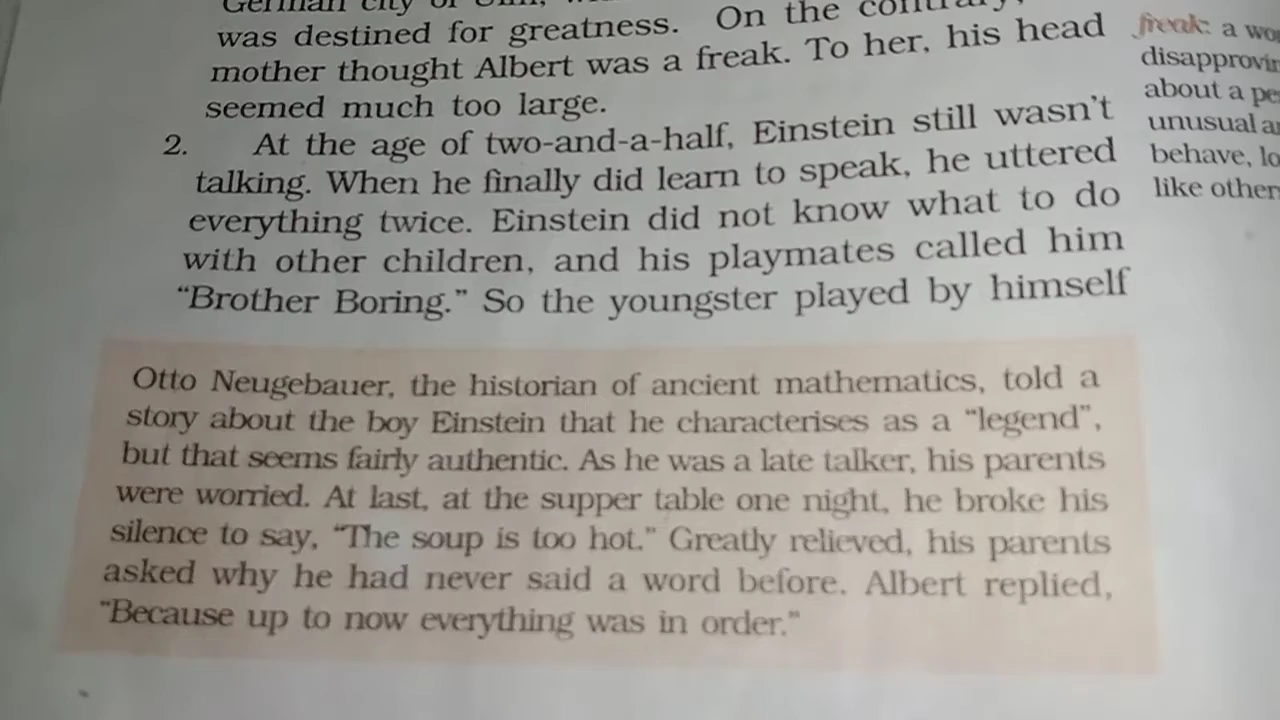 German city of Ulm,
was destined for greatness. On the contrary,
mother thought Albert was a freak. To her, his head
seemed much too large.
2. At the age of two-and-a-half, Einstein still wasn't
talking. When he finally did learn to speak, he uttered
everything twice. Einstein did not know what to do
with other children, and his playmates called him
“Brother Boring.” So the youngster played by himself
freak: a
disapprovin
about a pe
unusual a
behave, lo
like other
Otto Neugebauer, the historian of ancient mathematics, told a
story about the boy Einstein that he characterises as a “legend”,
but that seems fairly authentic. As he was a late talker, his parents
were worried. At last, at the supper table one night, he broke his
silence to say, “The soup is too hot.” Greatly relieved, his parents
asked why he had never said a word before. Albert replied,
“Because up to now everything was in order.”